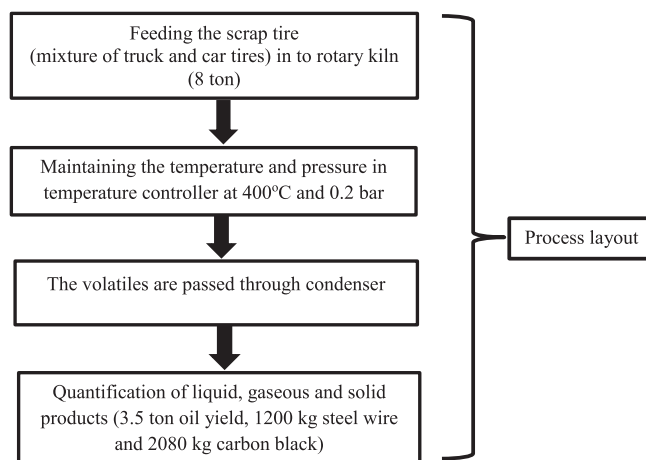 Feeding the scrap tire
(mixture of truck and car tires) in to rotary kiln
(8 ton)
Maintaining the temperature and pressure in
temperature controller at 400ºC and 0.2 bar
Process layout
The volatiles are passed through condenser
Quantification of liquid, gaseous and solid
products (3.5 ton oil yield, 1200 kg steel wire
and 2080 kg carbon black)